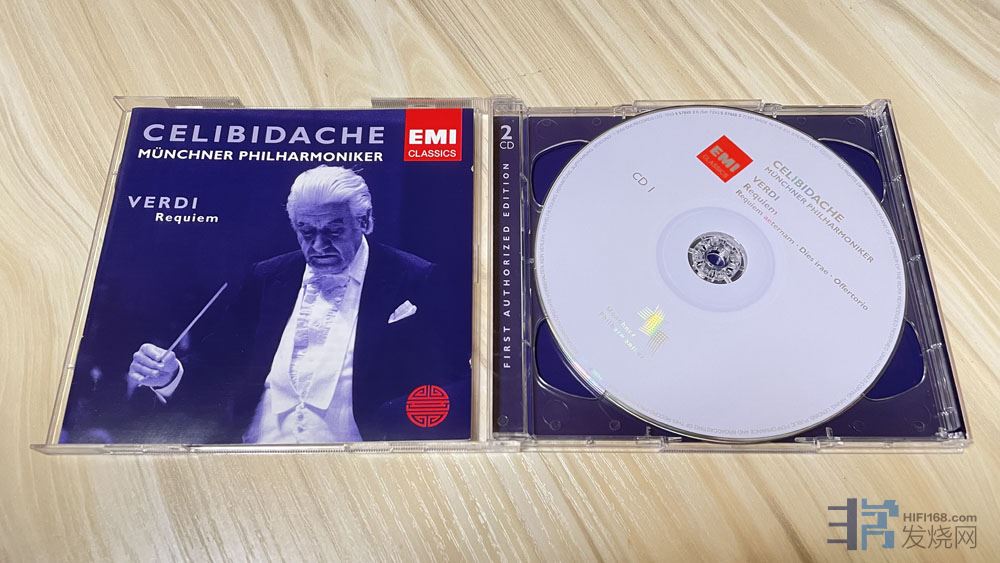 CELIBIDACHE
MÜNCHNER PHILHARMONIKER
EMI
CLASSICS
VERDI
Requiem
2
CD
FIRST AUTHORIZED EDITION
EMI
CLASSICS
CELIBIDACHE
MÜNCHNER PHILHARMONIKER
VERDI
Requiem
Requiem aeternam · Dies irae · Offertorio
CD 1
HIFI168.com
发烧网